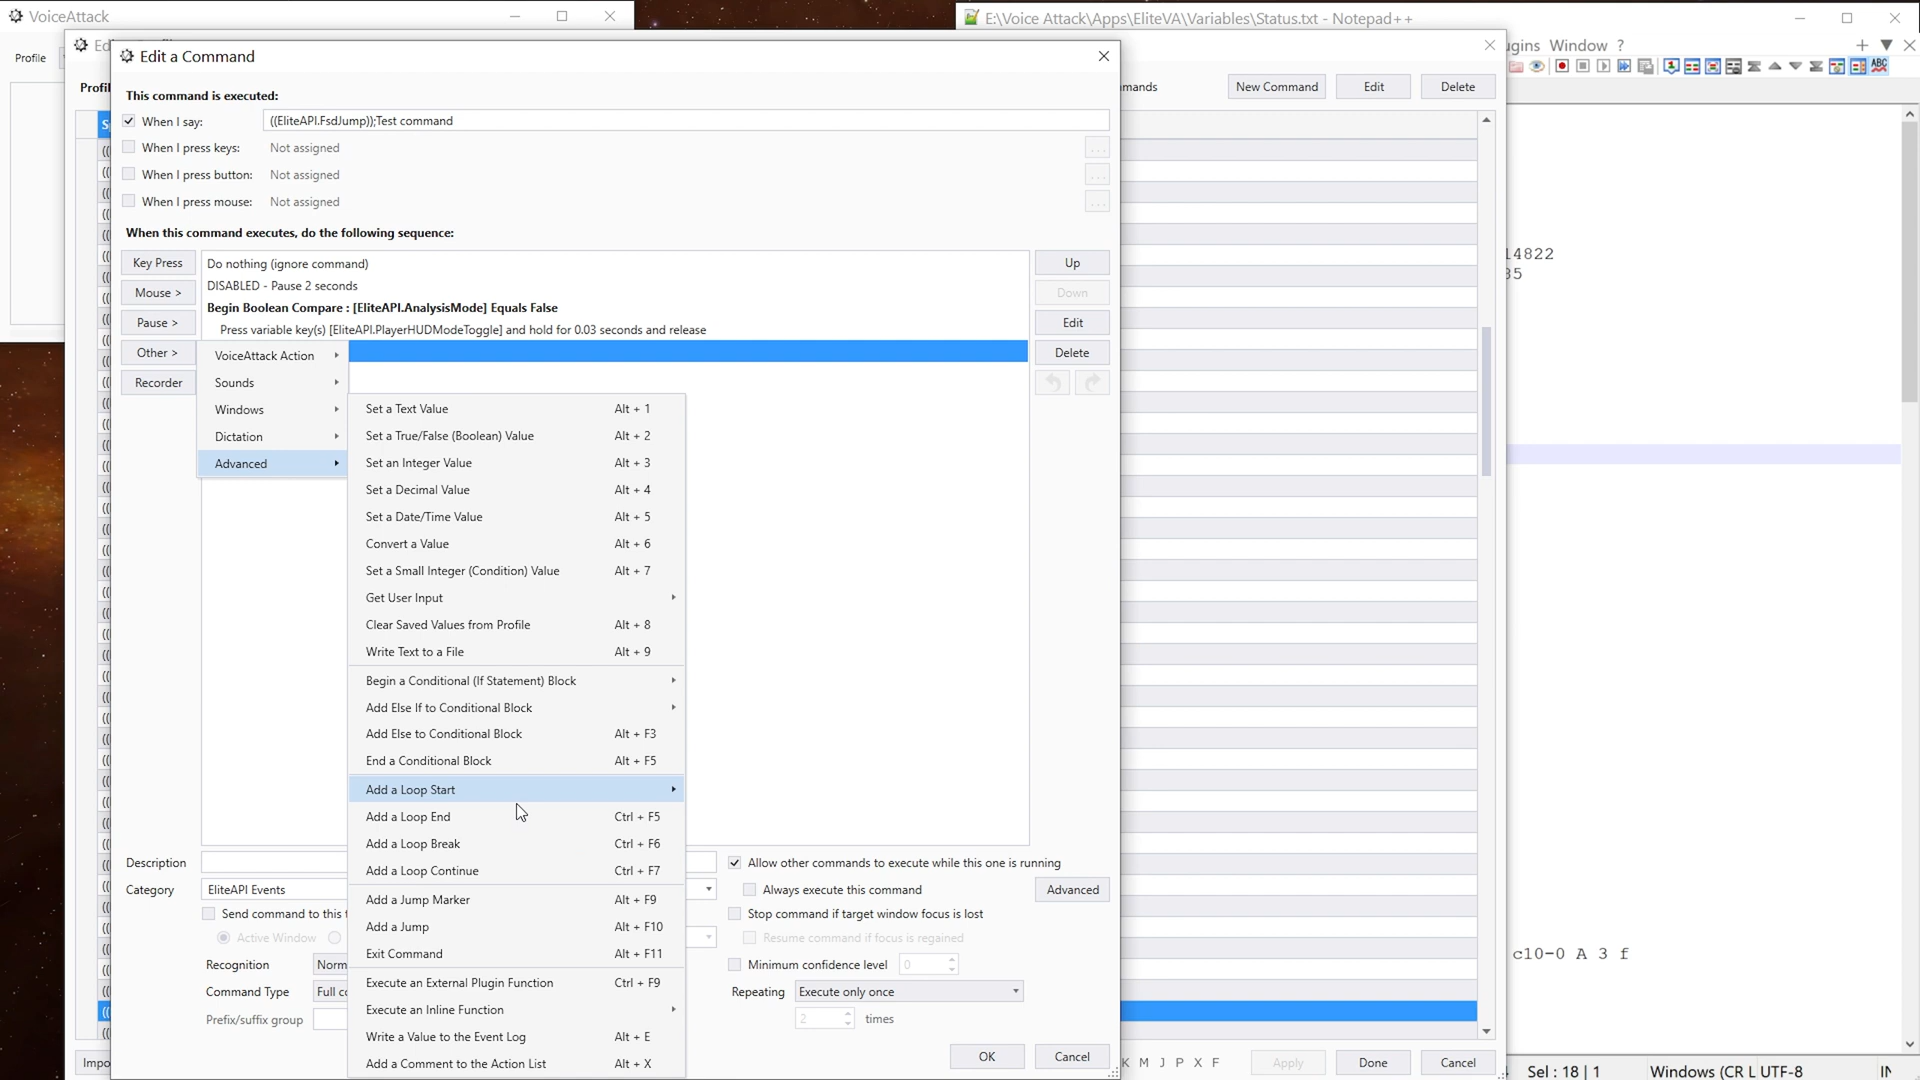 VoiceAttack
E:\Voice Attack\Apps\EliteVA\Variables\Status.txt - Notepad++
Edit a Command
ugins Window ?
Profile
This command is executed:
mands
New Command
Edit
Delete
When I say:
((EliteAPI.FsdJump));Test command
When I press keys:
Not assigned
...
When I press button:
Not assigned
...
When I press mouse:
Not assigned
...
When this command executes, do the following sequence:
Key Press
Mouse >
Pause >
Other >
Recorder
Do nothing (ignore command)
DISABLED - Pause 2 seconds
Begin Boolean Compare : [EliteAPI.AnalysisMode] Equals False
Press variable key(s) [EliteAPI.PlayerHUDModeToggle] and hold for 0.03 seconds and release
Up
Down
Edit
Delete
14822
35
VoiceAttack Action
Sounds
Windows
Dictation
Advanced
Set a Text Value Alt + 1
Set a True/False (Boolean) Value Alt + 2
Set an Integer Value Alt + 3
Set a Decimal Value Alt + 4
Set a Date/Time Value Alt + 5
Convert a Value Alt + 6
Set a Small Integer (Condition) Value Alt + 7
Get User Input
Clear Saved Values from Profile Alt + 8
Write Text to a File Alt + 9
Begin a Conditional (If Statement) Block
Add Else If to Conditional Block
Add Else to Conditional Block Alt + F3
End a Conditional Block Alt + F5
Add a Loop Start
Add a Loop End Ctrl + F5
Add a Loop Break Ctrl + F6
Add a Loop Continue Ctrl + F7
Add a Jump Marker Alt + F9
Add a Jump Alt + F10
Exit Command Alt + F11
Execute an External Plugin Function Ctrl + F9
Execute an Inline Function
Write a Value to the Event Log Alt + E
Add a Comment to the Action List Alt + X
Description
Category
EliteAPI Events
Send command to this t
Active Window
Recognition
Norm
Command Type
Full co
Prefix/suffix group
Allow other commands to execute while this one is running
Always execute this command
Advanced
Stop command if target window focus is lost
Resume command if focus is regained
Minimum confidence level
0
Repeating
Execute only once
2
times
OK
Cancel
c10-0 A 3 f
Impo
K M J P X F
Apply
Done
Cancel
Sel : 18 | 1
Windows (CR L
UTF-8
IN